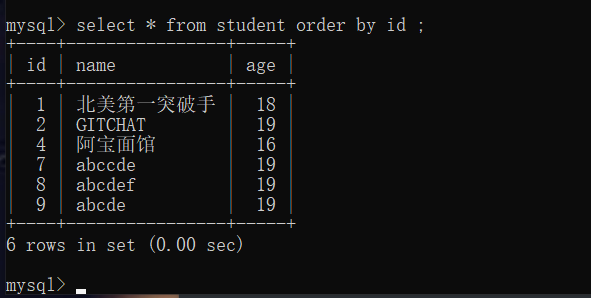 mysql> select * from student order by id ;
+----+----------------+-----+
| id | name           | age |
+----+----------------+-----+
|  1 | 北美第一突破手 |  18 |
|  2 | GITCHAT        |  19 |
|  4 | 阿宝面馆       |  16 |
|  7 | abccde         |  19 |
|  8 | abcdef         |  19 |
|  9 | abcde          |  19 |
+----+----------------+-----+
6 rows in set (0.00 sec)
mysql>